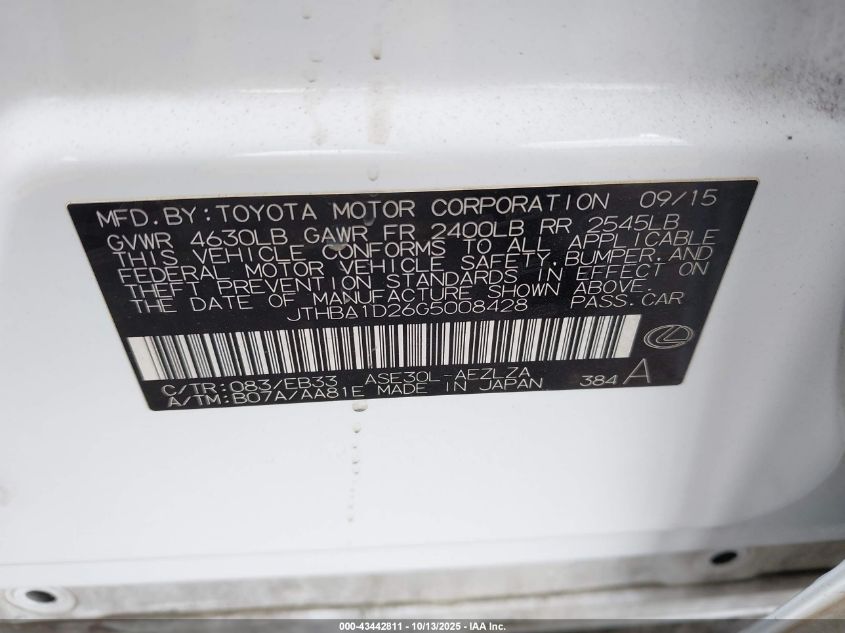 MFD.BY:TOYOTA MOTOR CORPORATION 09/15
GVWR 4630LB GAWR FR 2400LB RR 2545LB
THIS VEHICLE CONFORMS TO ALL APPLICABLE
FEDERAL MOTOR VEHICLE SAFETY,BUMPER,AND
THEFT PREVENTION STANDARDS IN EFFECT ON
THE DATE OF MANUFACTURE SHOWN ABOVE.
JTHBA1D26G5008428 PASS.CAR
C/TR:083/EB33 ASE30L-AEZLZA 384 A
A/TM:B07A/AA81E MADE IN JAPAN
000-43442811 - 10/13/2025 - IAA Inc.